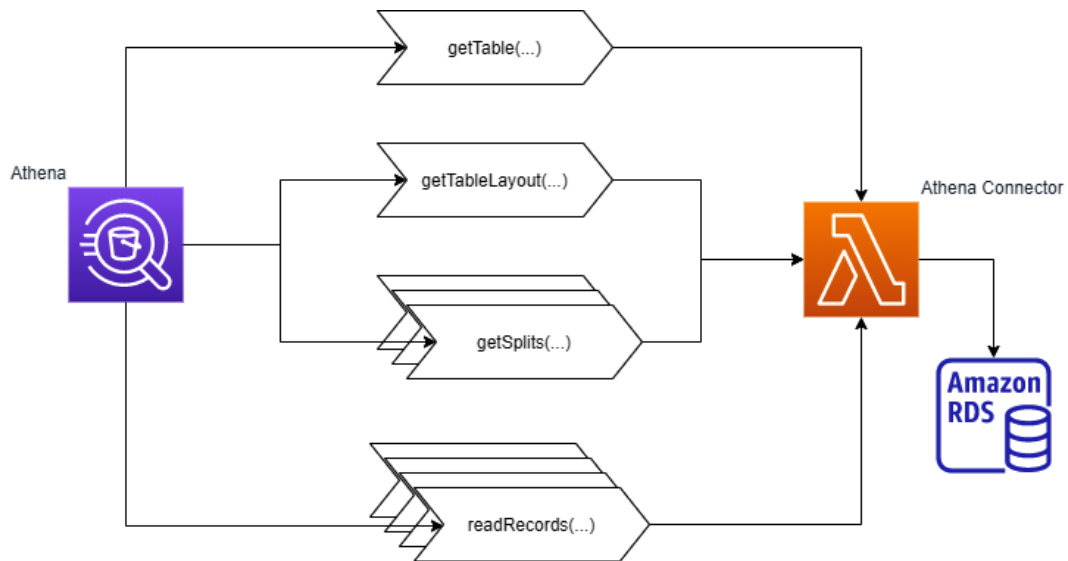 getTable(...)
Athena
getTableLayout(...)
Athena Connector
getSplits(...)
Amazon
RDS
readRecords(...)